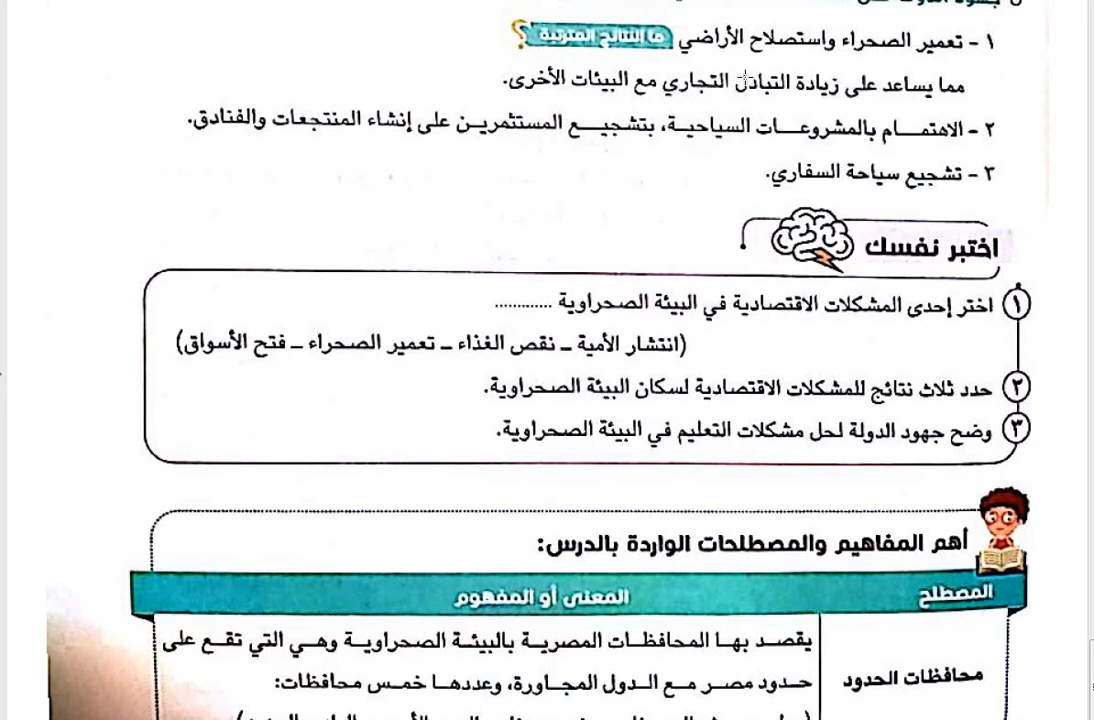 ١ - تعمير الصحراء واستصلاح الأراضي ما النتائج المترتبة ؟
مما يساعد على زيادة التبادل التجاري مع البيئات الأخرى.
٢ - الاهتمام بالمشروعات السياحية، بتشجيع المستثمرين على إنشاء المنتجعات والفنادق.
٣ - تشجيع سياحة السفاري.
اختبر نفسك
١ اختر إحدى المشكلات الاقتصادية في البيئة الصحراوية .............
(انتشار الأمية – نقص الغذاء – تعمير الصحراء – فتح الأسواق)
٢ حدد ثلاث نتائج للمشكلات الاقتصادية لسكان البيئة الصحراوية.
٣ وضح جهود الدولة لحل مشكلات التعليم في البيئة الصحراوية.
أهم المفاهيم والمصطلحات الواردة بالدرس:
المصطلح المعنى أو المفهوم
يقصد بها المحافظات المصرية بالبيئة الصحراوية وهي التي تقع على
محافظات الحدود حدود مصر مع الدول المجاورة، وعددها خمس محافظات: